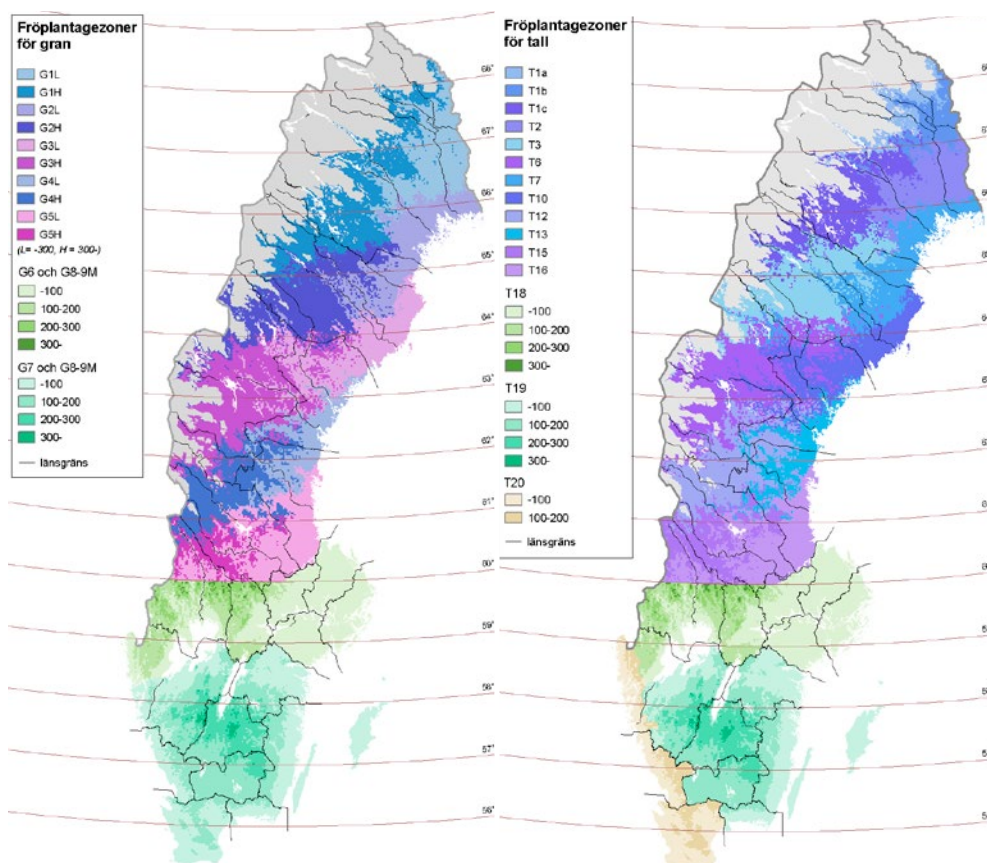 Fröplantagezoner
för gran
G1L
G1H
G2L
G2H
G3L
G3H
G4L
G4H
G5L
G5H
(L= -300, H = 300-)
G6 och G8-9M
-100
100-200
200-300
300-
G7 och G8-9M
-100
100-200
200-300
300-
länsgräns
68°
67°
66°
65°
64°
63°
62°
61°
60°
59°
58°
57°
56°
Fröplantagezoner
för tall
T1a
T1b
T1c
T2
T3
T6
T7
T10
T12
T13
T15
T16
T18
-100
100-200
200-300
300-
T19
-100
100-200
200-300
300-
T20
-100
100-200
länsgräns